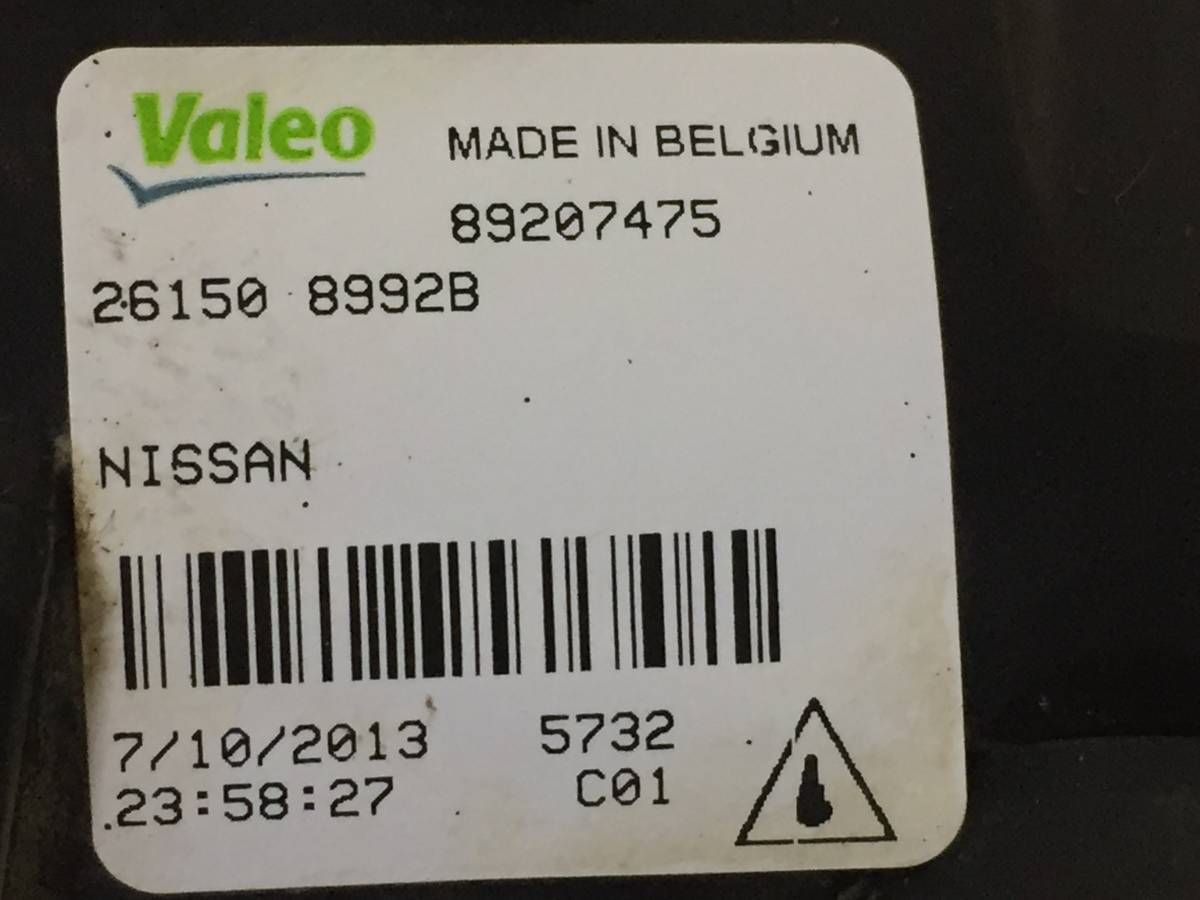 Valeo
MADE IN BELGIUM
89207475
26150 8992B
NISSAN
7/10/2013 5732
23:58:27 C01